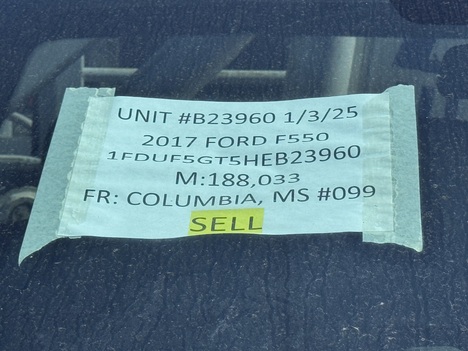 UNIT #B23960 1/3/25
2017 FORD F550
1FDUF5GT5HEB23960
M:188,033
FR: COLUMBIA, MS #099
SELL